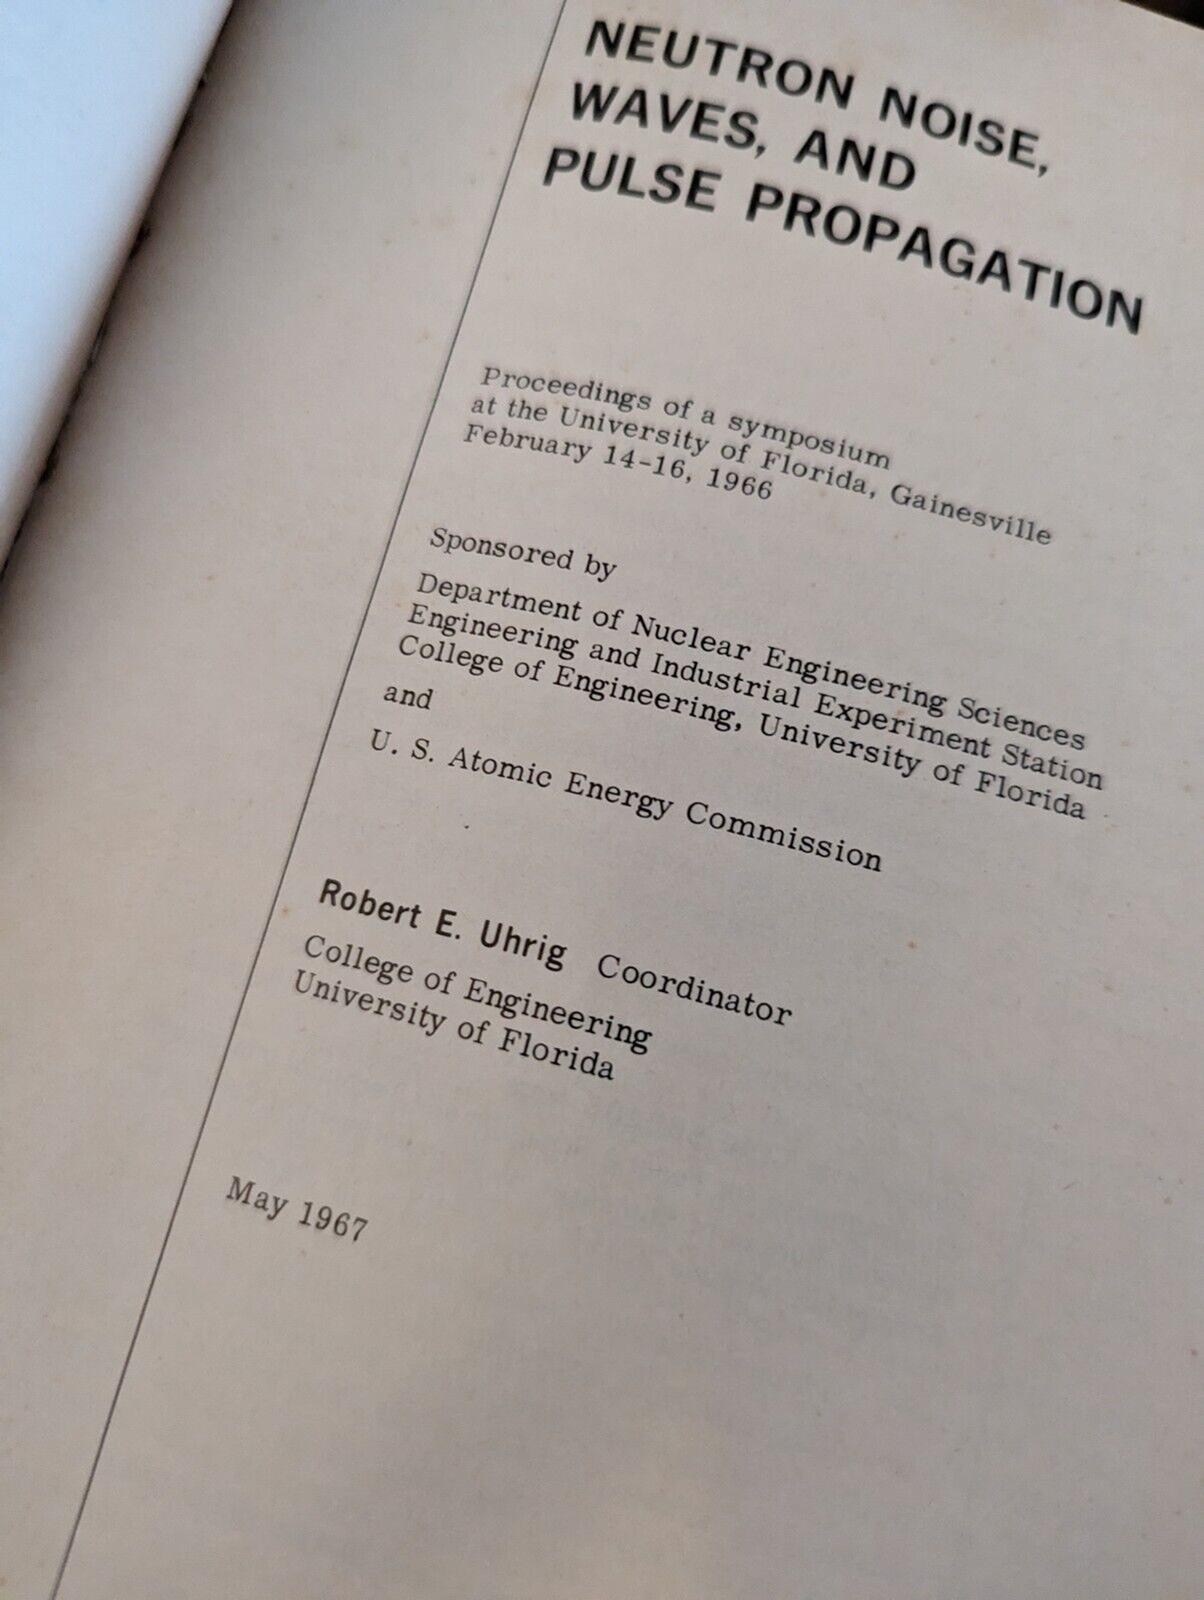 NEUTRON NOISE,
WAVES, AND
PULSE PROPAGATION
Proceedings of a symposium
at the University of Florida, Gainesville
February 14-16, 1966
Sponsored by
Department of Nuclear Engineering Sciences
Engineering and Industrial Experiment Station
College of Engineering, University of Florida
and
U. S. Atomic Energy Commission
Robert E. Uhrig Coordinator
College of Engineering
University of Florida
May 1967